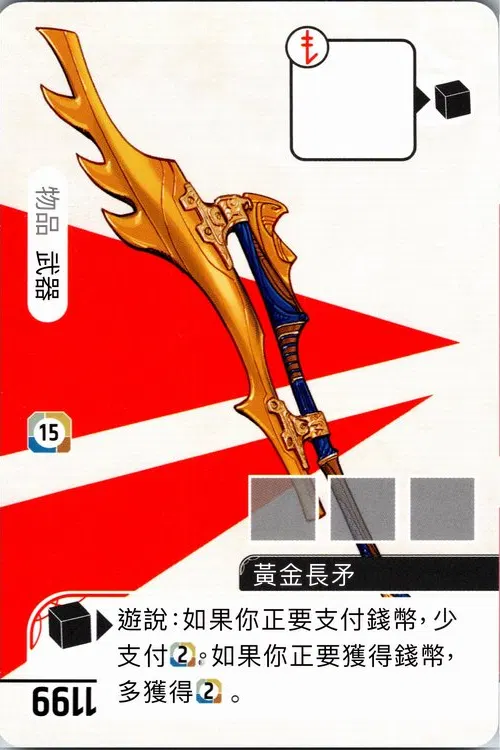 物品 武器
15
黃金長矛
遊說:如果你正要支付錢幣,少
支付2。如果你正要獲得錢幣,
多獲得2。
1199